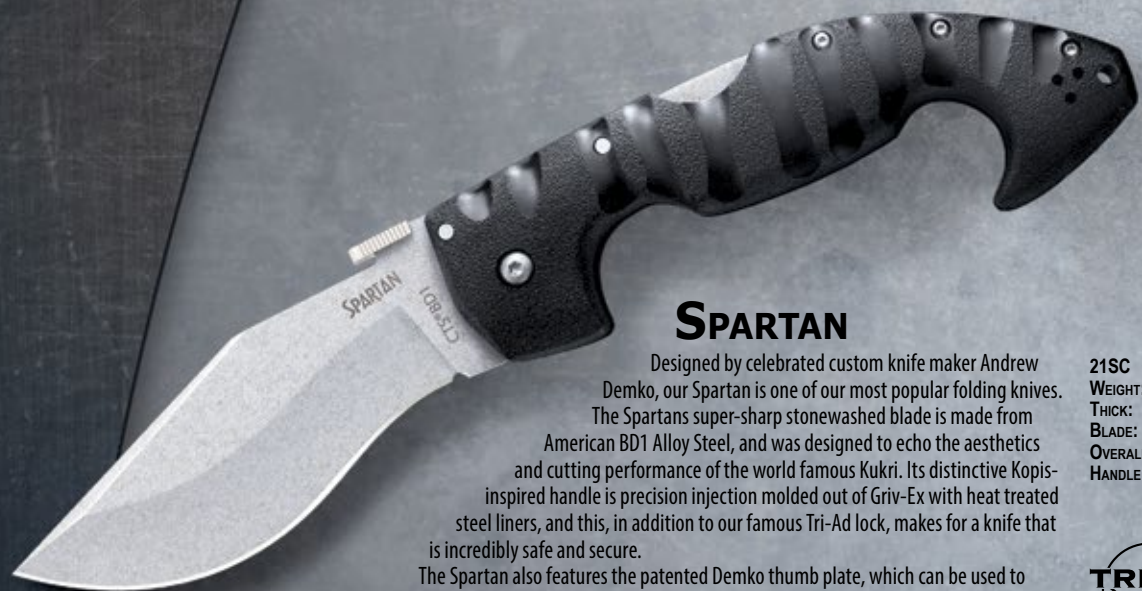 SPARTAN
CTS® BD1
SPARTAN
Designed by celebrated custom knife maker Andrew
Demko, our Spartan is one of our most popular folding knives.
The Spartans super-sharp stonewashed blade is made from
American BD1 Alloy Steel, and was designed to echo the aesthetics
and cutting performance of the world famous Kukri. Its distinctive Kopis-
inspired handle is precision injection molded out of Griv-Ex with heat treated
steel liners, and this, in addition to our famous Tri-Ad lock, makes for a knife that
is incredibly safe and secure.
The Spartan also features the patented Demko thumb plate, which can be used to
21SC
WEIGHT
THICK:
BLADE:
OVERAL
HANDLE